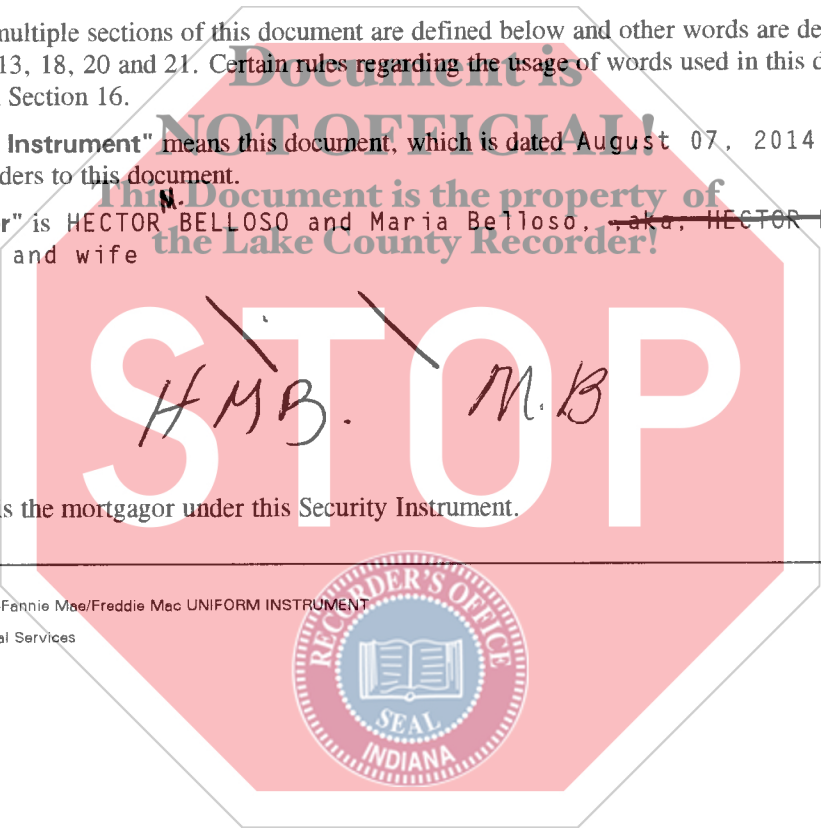 multiple sections of this document are defined below and other words are de
13, 18, 20 and 21. Certain rules regarding the usage of words used in this d
Section 16.
Document is
NOT OFFICIAL!
This Document is the property of
the Lake County Recorder!
Instrument" means this document, which is dated August 07, 2014
ders to this document.
M.
r" is HECTOR BELLOSO and Maria Belloso, , aka, HECTOR
and wife
STOP
HMB. M.B
s the mortgagor under this Security Instrument.
-Fannie Mae/Freddie Mac UNIFORM INSTRUMENT
al Services
RECORDER'S OFFICE
SEAL
INDIANA